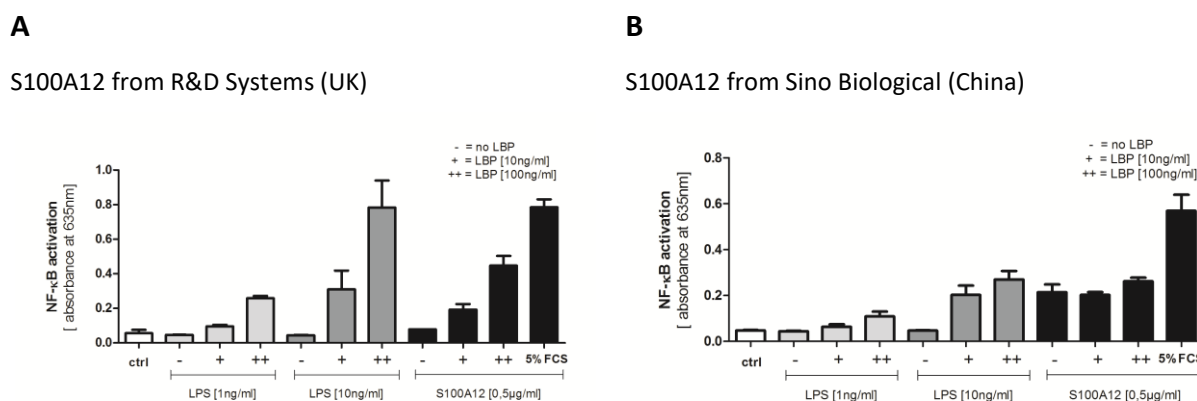 A
S100A12 from R&D Systems (UK)
- = no LBP
+ = LBP [10ng/ml]
++ = LBP [100ng/ml]
NF-κB activation
[ absorbance at 635nm]
1.0
0.8
0.6
0.4
0.2
0.0
ctrl - + ++ - + ++ - + ++ 5% FCS
LPS [1ng/ml] LPS [10ng/ml] S100A12 [0,5µg/ml]
B
S100A12 from Sino Biological (China)
- = no LBP
+ = LBP [10ng/ml]
++ = LBP [100ng/ml]
NF-κB activation
[ absorbance at 635nm]
0.8
0.6
0.4
0.2
0.0
ctrl - + ++ - + ++ - + ++ 5% FCS
LPS [1ng/ml] LPS [10ng/ml] S100A12 [0,5µg/ml]